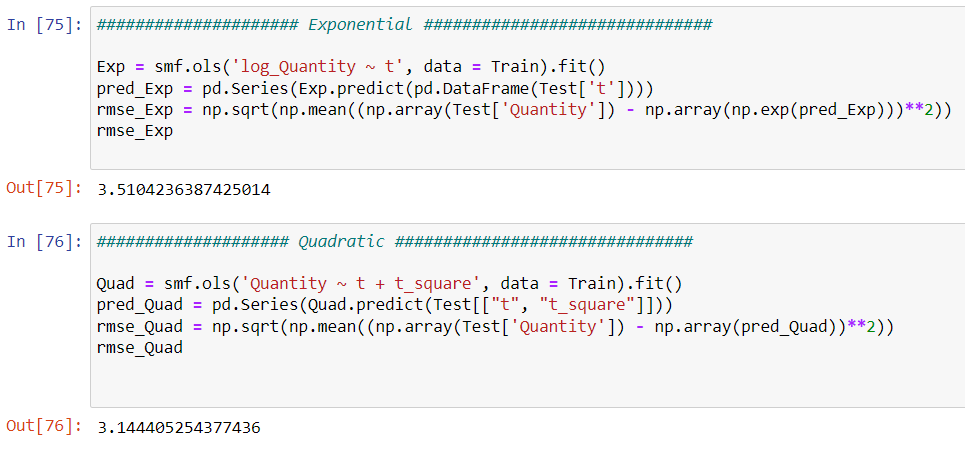 In [75]: ##################### Exponential ##############################
Exp = smf.ols('log_Quantity ~ t', data = Train).fit()
pred_Exp = pd.Series(Exp.predict(pd.DataFrame(Test['t'])))
rmse_Exp = np.sqrt(np.mean((np.array(Test['Quantity']) - np.array(np.exp(pred_Exp)))**2))
rmse_Exp
Out[75]: 3.5104236387425014
In [76]: #################### Quadratic ###############################
Quad = smf.ols('Quantity ~ t + t_square', data = Train).fit()
pred_Quad = pd.Series(Quad.predict(Test[["t", "t_square"]]))
rmse_Quad = np.sqrt(np.mean((np.array(Test['Quantity']) - np.array(pred_Quad))**2))
rmse_Quad
Out[76]: 3.144405254377436